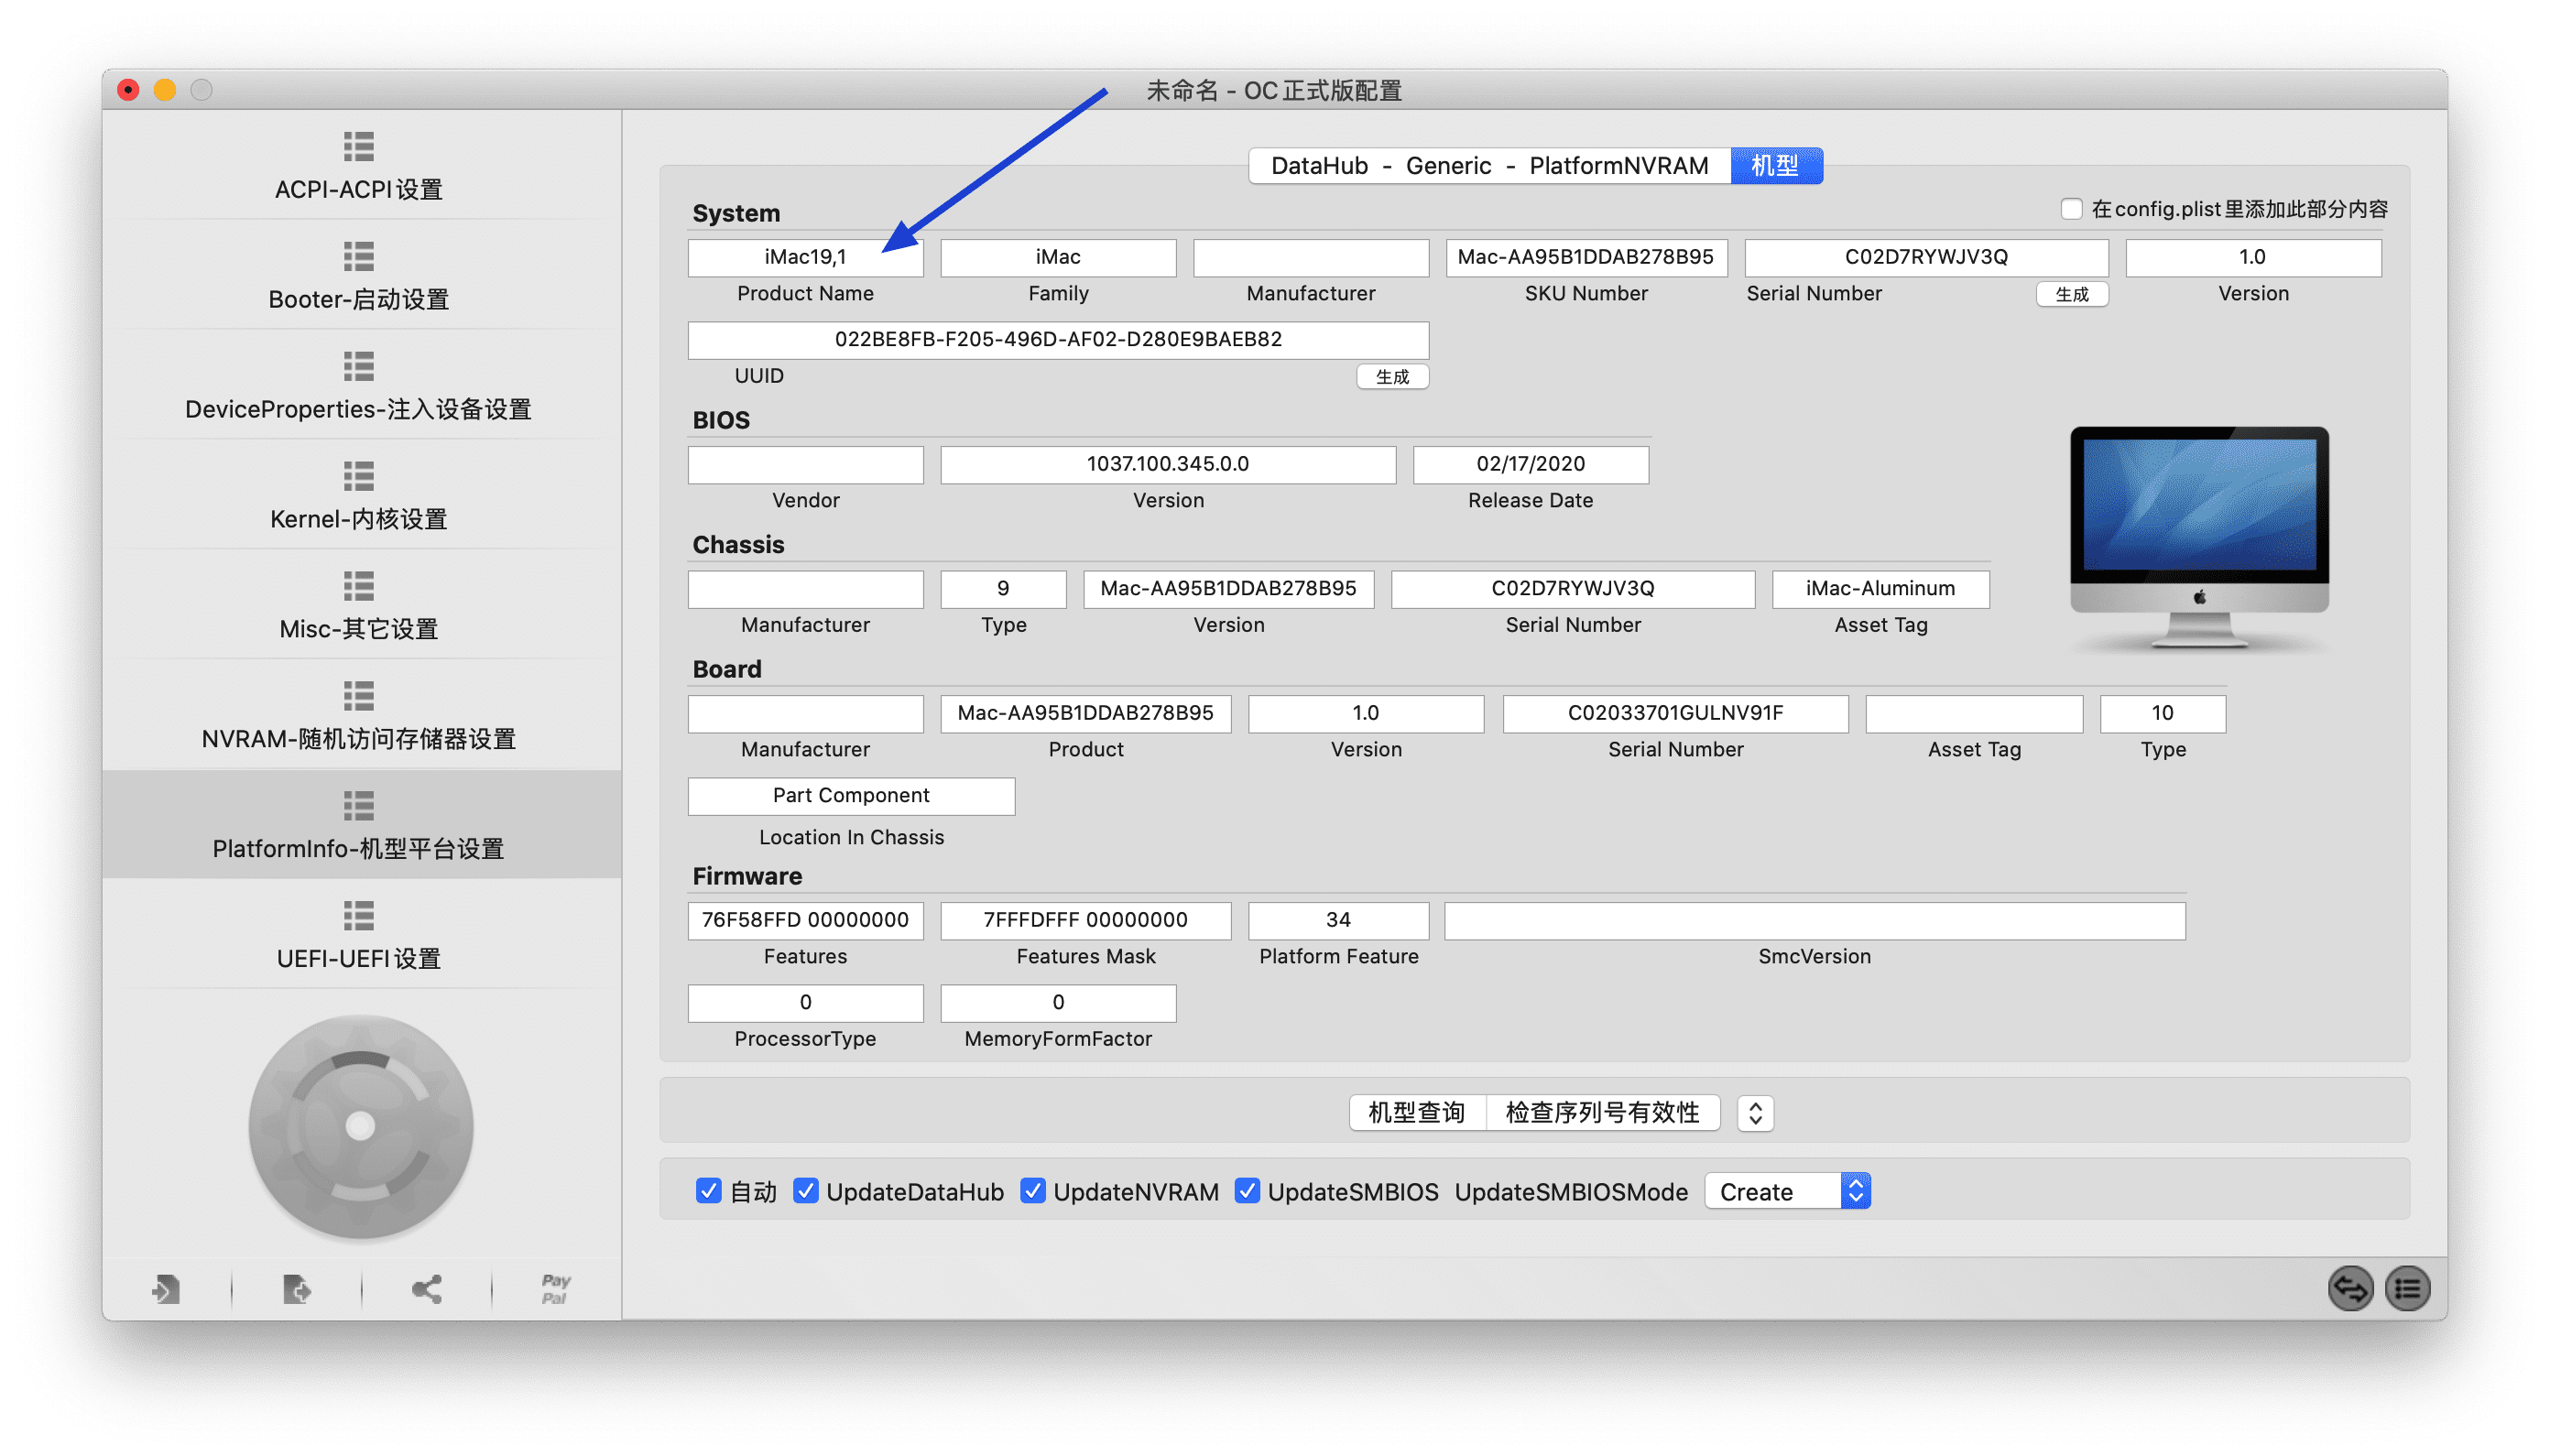 未命名 - OC正式版配置
ACPI-ACPI设置
Booter-启动设置
DeviceProperties-注入设备设置
Kernel-内核设置
Misc-其它设置
NVRAM-随机访问存储器设置
PlatformInfo-机型平台设置
UEFI-UEFI设置
Pay
Pal
DataHub - Generic - PlatformNVRAM 机型
System
在config.plist里添加此部分内容
iMac19,1 iMac Mac-AA95B1DDAB278B95 C02D7RYWJV3Q 1.0
Product Name Family Manufacturer SKU Number Serial Number 生成 Version
022BE8FB-F205-496D-AF02-D280E9BAEB82
UUID 生成
BIOS
1037.100.345.0.0 02/17/2020
Vendor Version Release Date
Chassis
9 Mac-AA95B1DDAB278B95 C02D7RYWJV3Q iMac-Aluminum
Manufacturer Type Version Serial Number Asset Tag
Board
Mac-AA95B1DDAB278B95 1.0 C02033701GULNV91F 10
Manufacturer Product Version Serial Number Asset Tag Type
Part Component
Location In Chassis
Firmware
76F58FFD 00000000 7FFFDFFF 00000000 34
Features Features Mask Platform Feature SmcVersion
0 0
ProcessorType MemoryFormFactor
机型查询 检查序列号有效性
自动 UpdateDataHub UpdateNVRAM UpdateSMBIOS UpdateSMBIOSMode Create